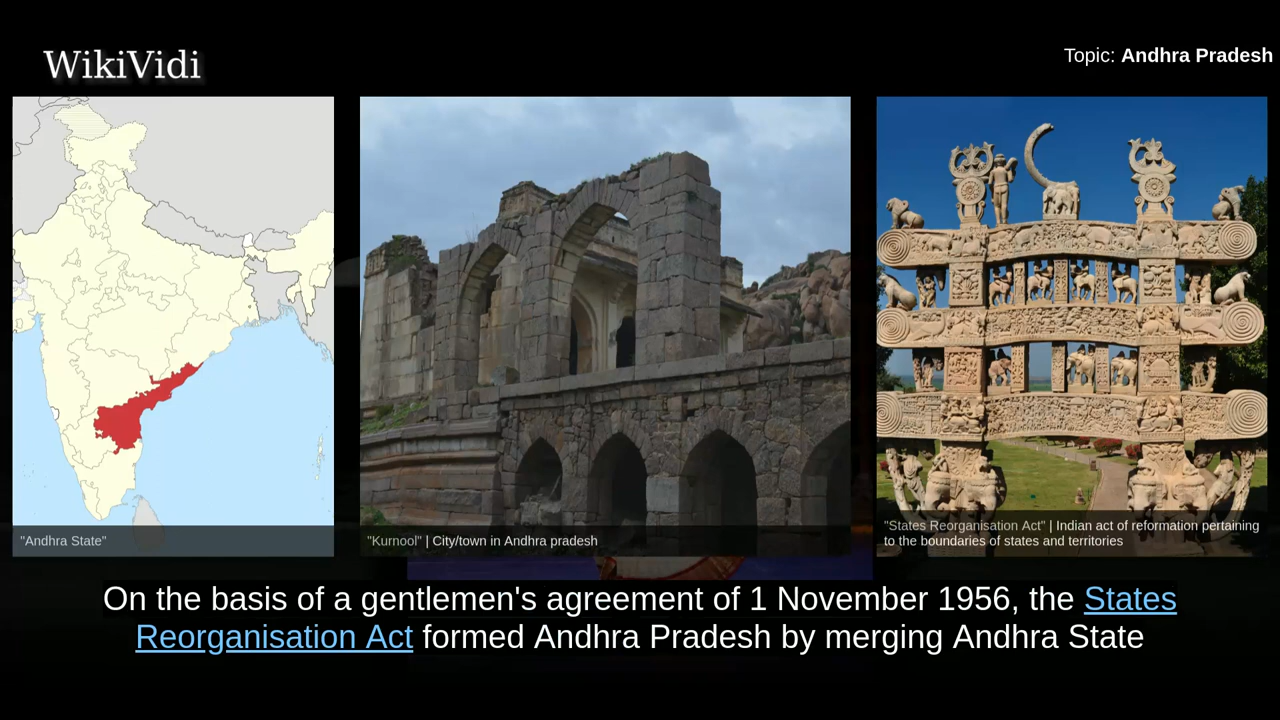 WikiVidi
Topic: Andhra Pradesh
"Andhra State"
"Kurnool" | City/town in Andhra pradesh
"States Reorganisation Act" | Indian act of reformation pertaining
to the boundaries of states and territories
On the basis of a gentlemen's agreement of 1 November 1956, the States
Reorganisation Act formed Andhra Pradesh by merging Andhra State